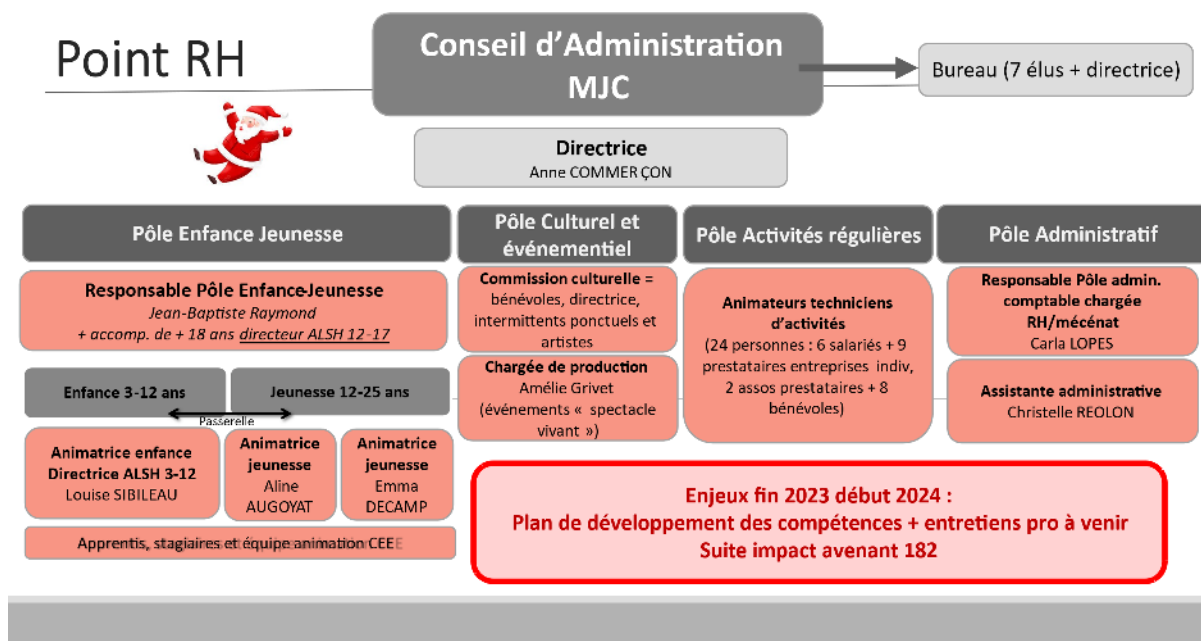 Point RH
Conseil d'Administration
MJC
Bureau (7 élus + directrice)
Directrice
Anne COMMERÇON
Pôle Enfance Jeunesse
Responsable Pôle Enfance-Jeunesse
Jean-Baptiste Raymond
+ accomp. de + 18 ans directeur ALSH 12-17
Enfance 3-12 ans
Jeunesse 12-25 ans
Passerelle
Animatrice enfance
Directrice ALSH 3-12
Louise SIBILEAU
Animatrice
jeunesse
Aline
AUGOYAT
Animatrice
jeunesse
Emma
DECAMP
Apprentis, stagiaires et équipe animation CEE
Pôle Culturel et
événementiel
Commission culturelle =
bénévoles, directrice,
intermittents ponctuels et
artistes
Chargée de production
Amélie Grivet
(événements « spectacle
vivant »)
Pôle Activités régulières
Animateurs techniciens
d'activités
(24 personnes : 6 salariés + 9
prestataires entreprises indiv,
2 assos prestataires + 8
bénévoles)
Pôle Administratif
Responsable Pôle admin.
comptable chargée
RH/mécénat
Carla LOPES
Assistante administrative
Christelle REOLON
Enjeux fin 2023 début 2024 :
Plan de développement des compétences + entretiens pro à venir
Suite impact avenant 182